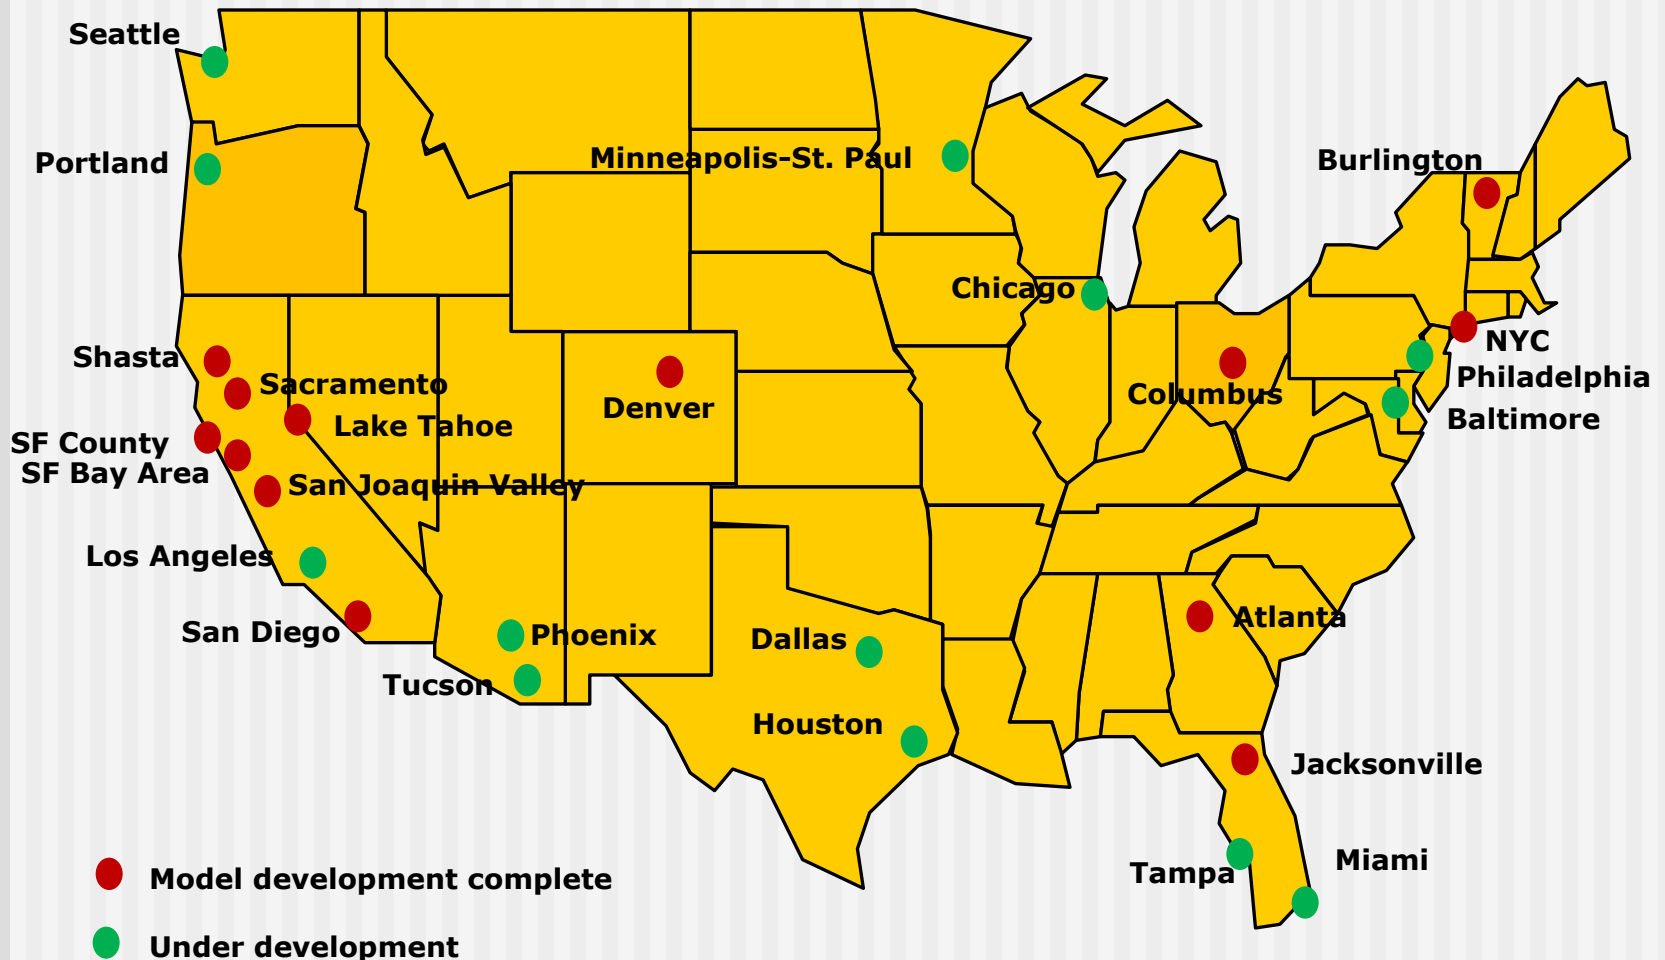 Seattle
Portland
Minneapolis-St. Paul
Burlington
Chicago
NYC
Shasta
Philadelphia
Sacramento
Columbus
Denver
Baltimore
Lake Tahoe
SF County
SF Bay Area
San Joaquin Valley
Los Angeles
Atlanta
San Diego
Phoenix
Dallas
Tucson
Houston
Jacksonville
Miami
Tampa
Model development complete
Under development